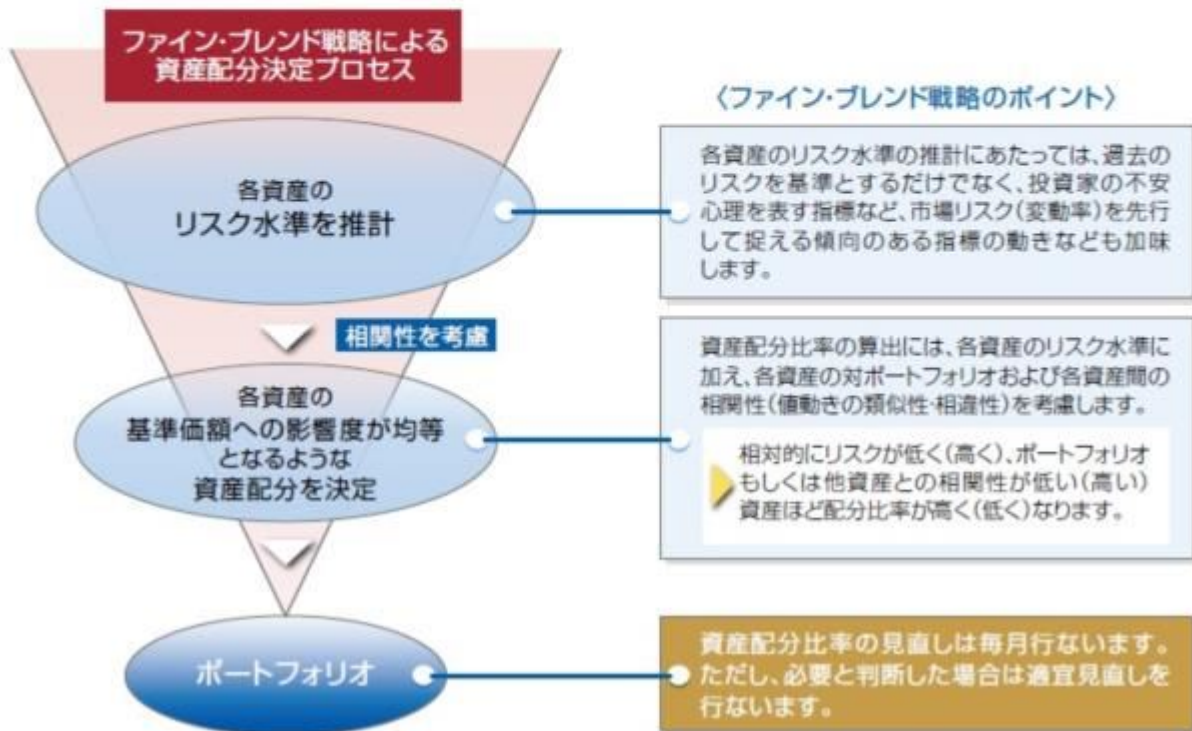 ファイン・ブレンド戦略による
資産配分決定プロセス
〈ファイン・ブレンド戦略のポイント〉
各資産の
リスク水準を推計
各資産のリスク水準の推計にあたっては、過去の
リスクを基準とするだけでなく、投資家の不安
心理を表す指標など、市場リスク(変動率)を先行
して捉える傾向のある指標の動きなども加味
します。
相関性を考慮
各資産の
基準価額への影響度が均等
となるような
資産配分を決定
資産配分比率の算出には、各資産のリスク水準に
加え、各資産の対ポートフォリオおよび各資産間の
相関性(値動きの類似性・相違性)を考慮します。
相対的にリスクが低く(高く)、ポートフォリオ
もしくは他資産との相関性が低い(高い)
資産ほど配分比率が高く(低く)なります。
ポートフォリオ
資産配分比率の見直しは毎月行ないます。
ただし、必要と判断した場合は適宜見直しを
行ないます。